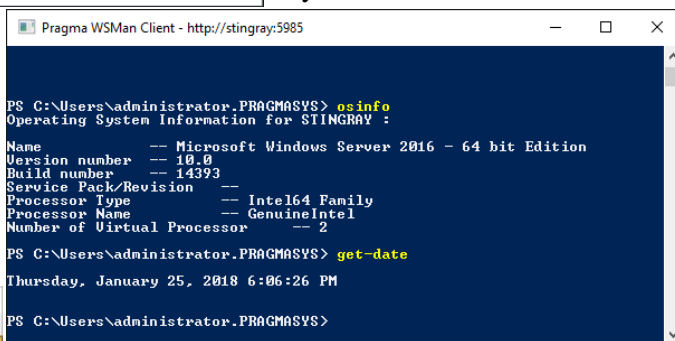 Pragma WSMan Client - http://stingray:5985
PS C:\Users\administrator.PRAGMASYS> osinfo
Operating System Information for STINGRAY :
Name -- Microsoft Windows Server 2016 - 64 bit Edition
Version number -- 10.0
Build number -- 14393
Service Pack/Revision --
Processor Type -- Intel64 Family
Processor Name -- GenuineIntel
Number of Virtual Processor -- 2
PS C:\Users\administrator.PRAGMASYS> get-date
Thursday, January 25, 2018 6:06:26 PM
PS C:\Users\administrator.PRAGMASYS>